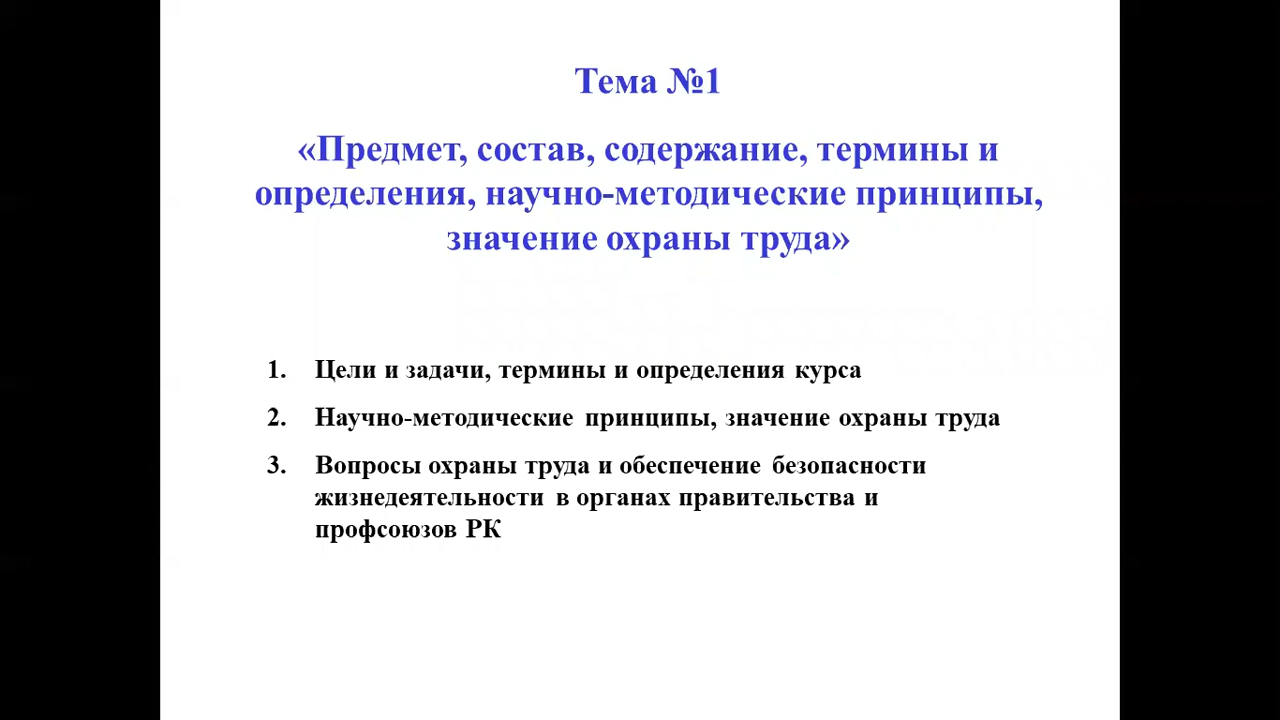 Тема №1
«Предмет, состав, содержание, термины и
определения, научно-методические принципы,
значение охраны труда»
1. Цели и задачи, термины и определения курса
2. Научно-методические принципы, значение охраны труда
3. Вопросы охраны труда и обеспечение безопасности
жизнедеятельности в органах правительства и
профсоюзов РК